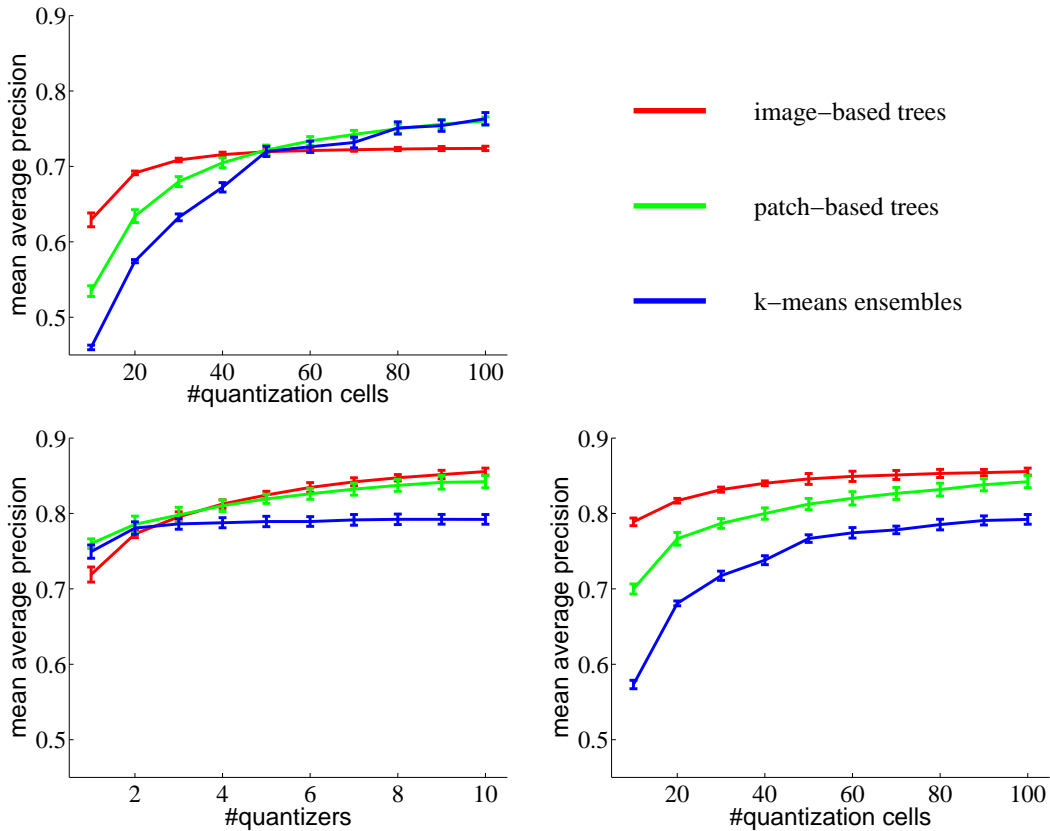 0.9
0.8
0.7
0.6
0.5
mean average precision
20 40 60 80 100
#quantization cells
image-based trees
patch-based trees
k-means ensembles
0.9
0.8
0.7
0.6
0.5
mean average precision
2 4 6 8 10
#quantizers
0.9
0.8
0.7
0.6
0.5
mean average precision
20 40 60 80 100
#quantization cells